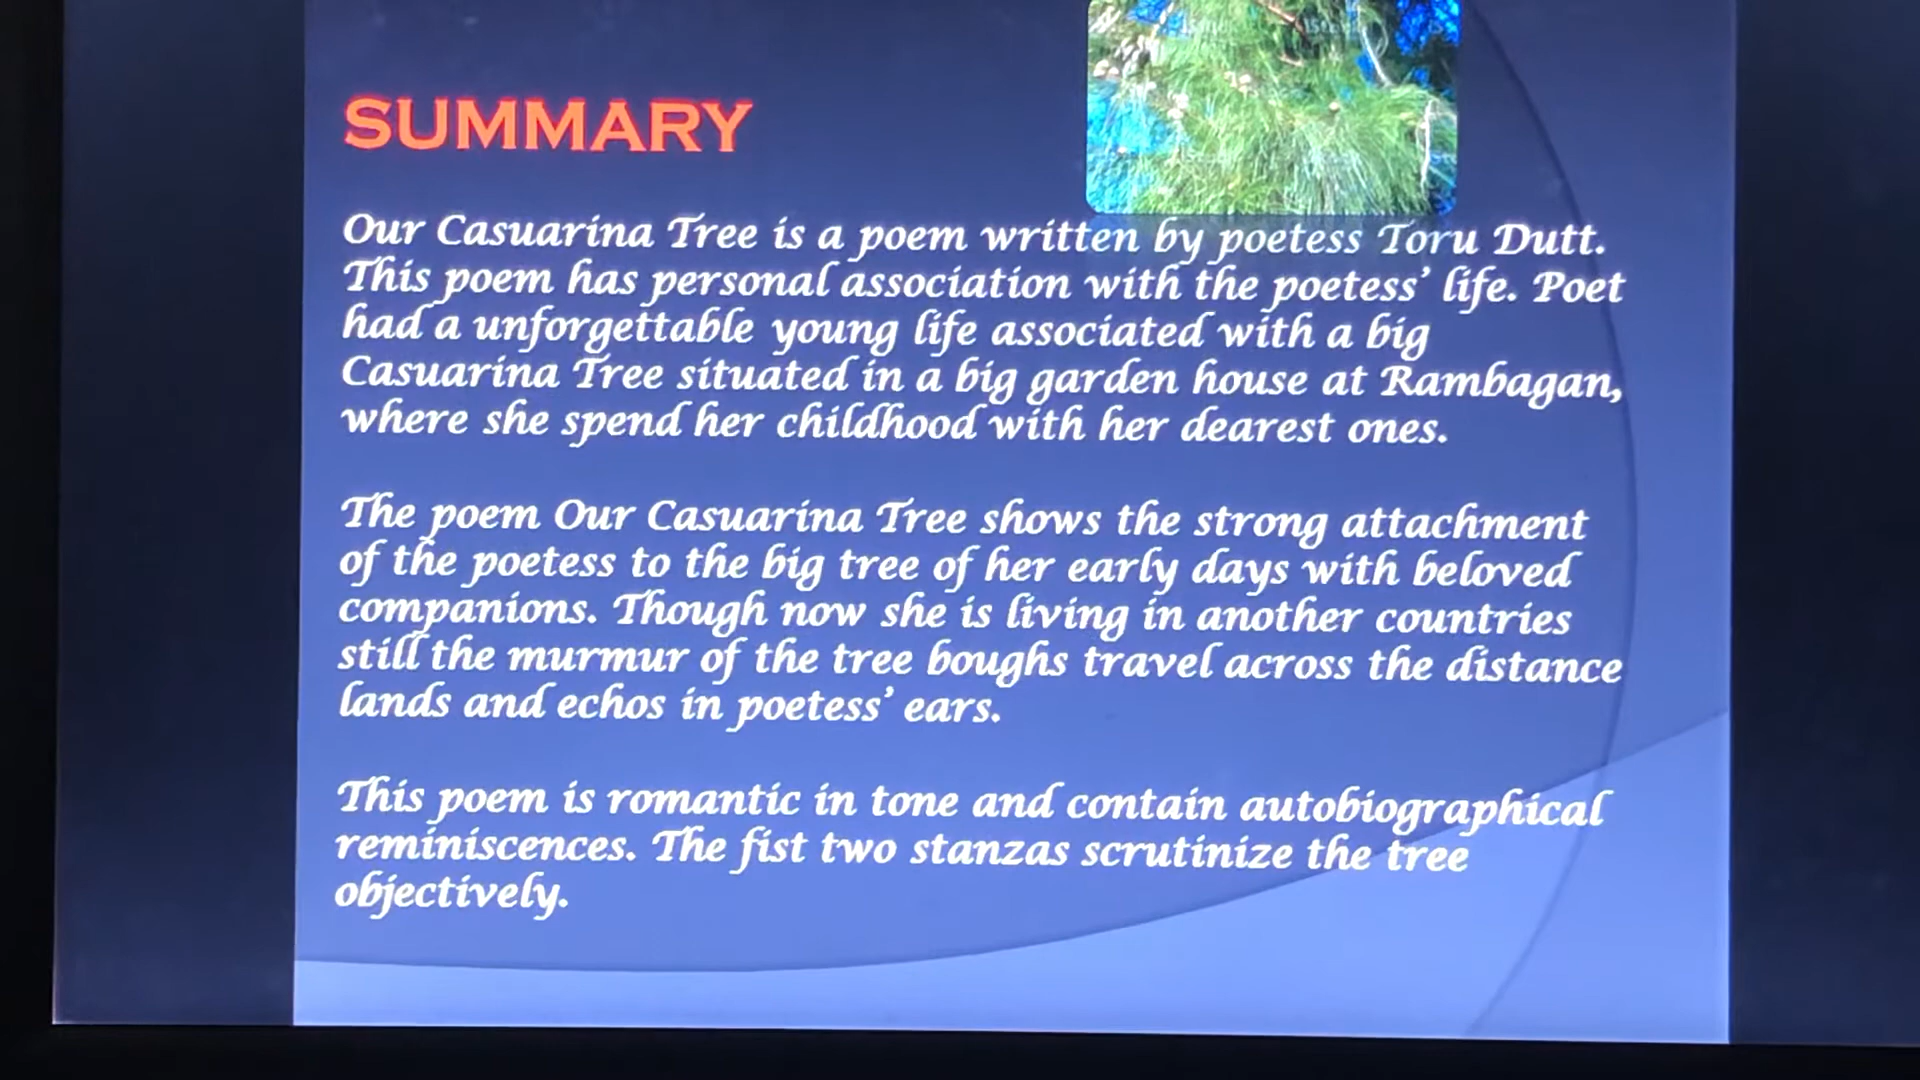 SUMMARY
Our Casuarina Tree is a poem written by poetess Toru Dutt.
This poem has personal association with the poetess' life. Poet
had a unforgettable young life associated with a big
Casuarina Tree situated in a big garden house at Rambagan,
where she spend her childhood with her dearest ones.
The poem Our Casuarina Tree shows the strong attachment
of the poetess to the big tree of her early days with beloved
companions. Though now she is living in another countries
still the murmur of the tree boughs travel across the distance
lands and echos in poetess' ears.
This poem is romantic in tone and contain autobiographical
reminiscences. The fist two stanzas scrutinize the tree
objectively.